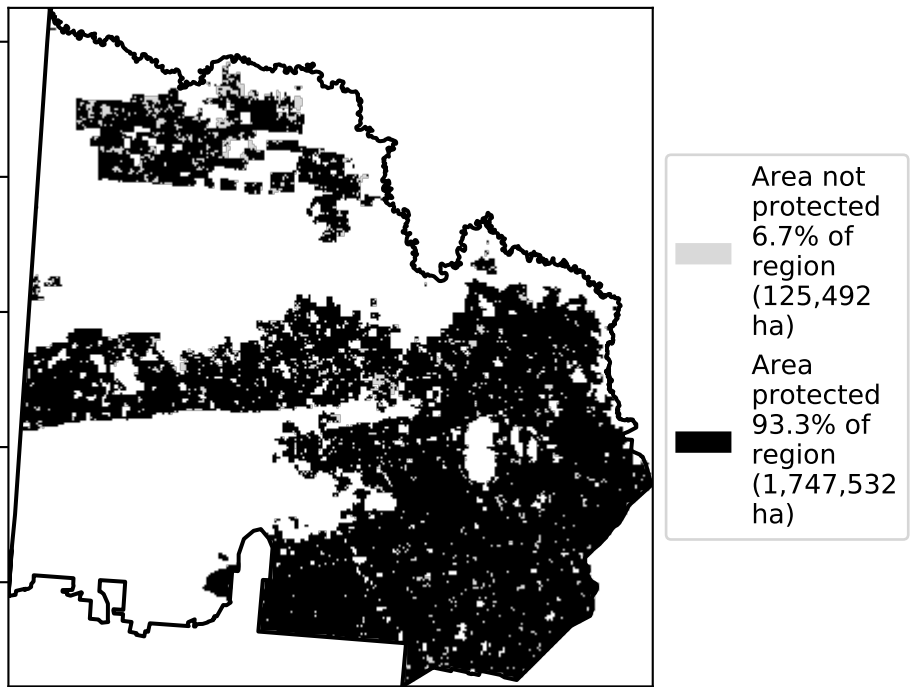 Area not
protected
6.7% of
region
(125,492
ha)
Area
protected
93.3% of
region
(1,747,532
ha)